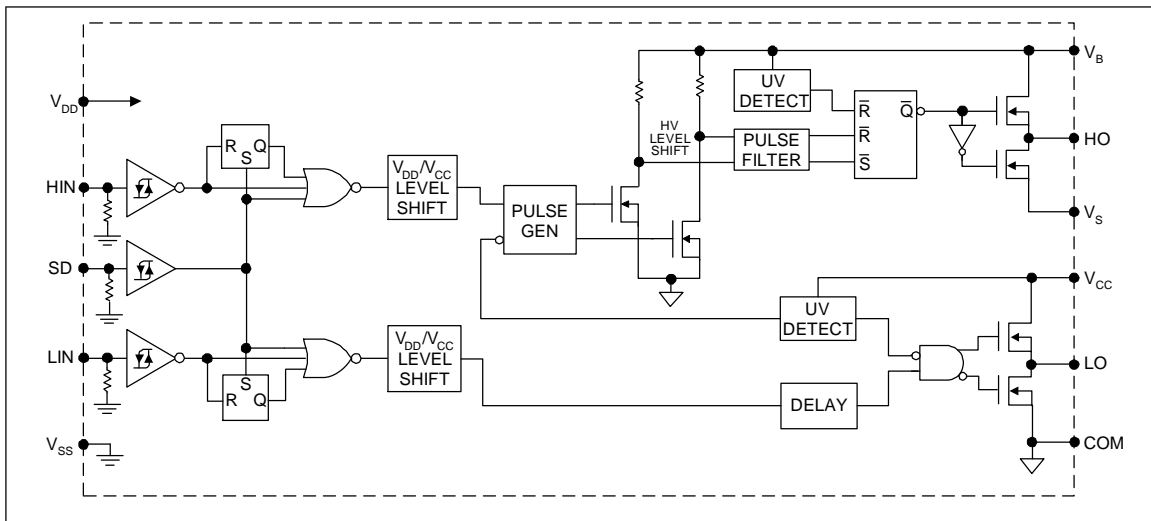 V_DD
HIN
SD
LIN
V_SS
R
S
Q
S
R
Q
V_DD/V_CC
LEVEL
SHIFT
V_DD/V_CC
LEVEL
SHIFT
PULSE
GEN
HV
LEVEL
SHIFT
UV
DETECT
PULSE
FILTER
R̅
R̅
S̅
Q̅
UV
DETECT
DELAY
V_B
HO
V_S
V_CC
LO
COM